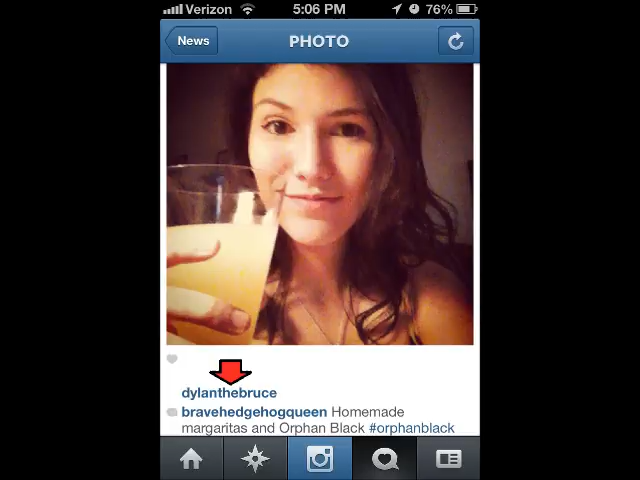 Verizon 5:06 PM 76%
News PHOTO
dylanthebruce
bravehedgehogqueen Homemade
margaritas and Orphan Black #orphanblack